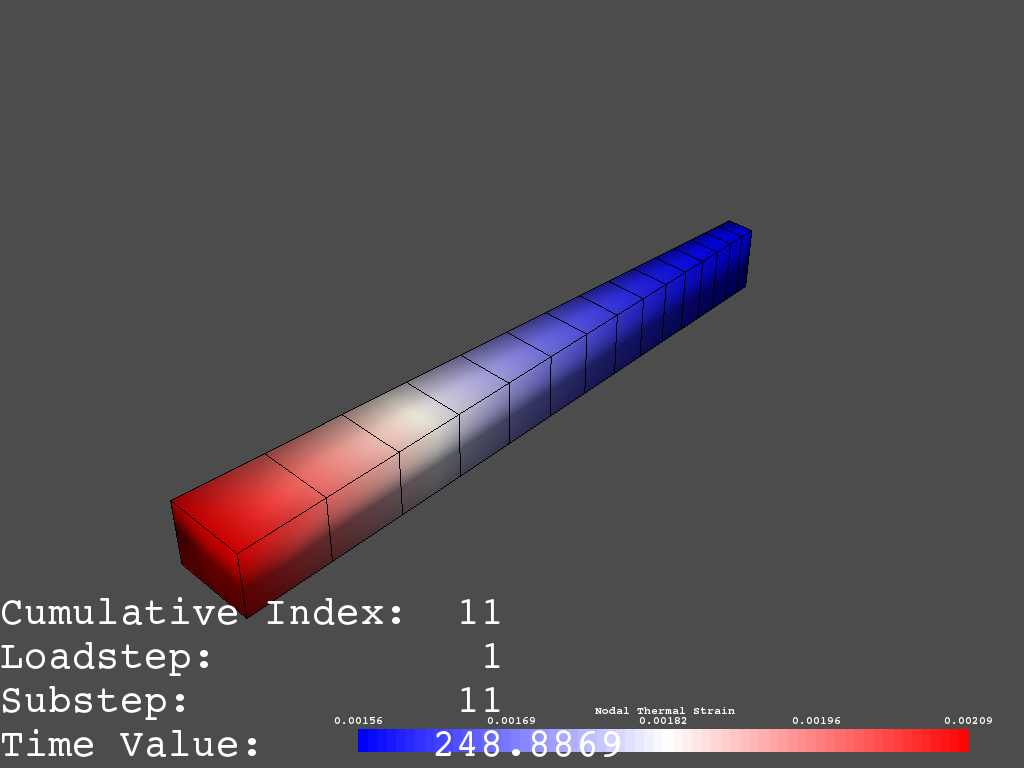 Cumulative Index: 11
Loadstep: 1
Substep: 11
Nodal Thermal Strain
0.00156 0.00169 0.00182 0.00196 0.00209
Time Value: 248.8869